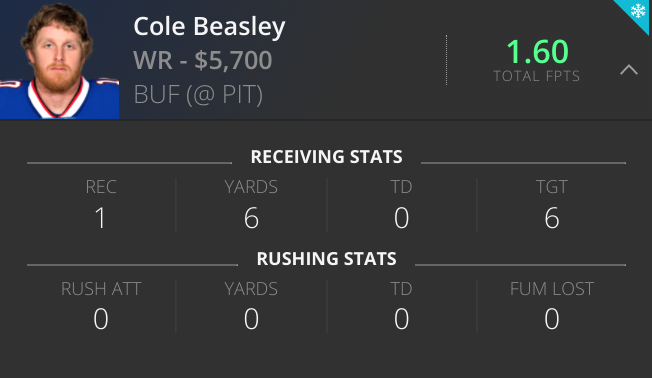 Cole Beasley
WR - $5,700
BUF (@ PIT)
1.60
TOTAL FPTS
RECEIVING STATS
REC YARDS TD TGT
1 6 0 6
RUSHING STATS
RUSH ATT YARDS TD FUM LOST
0 0 0 0